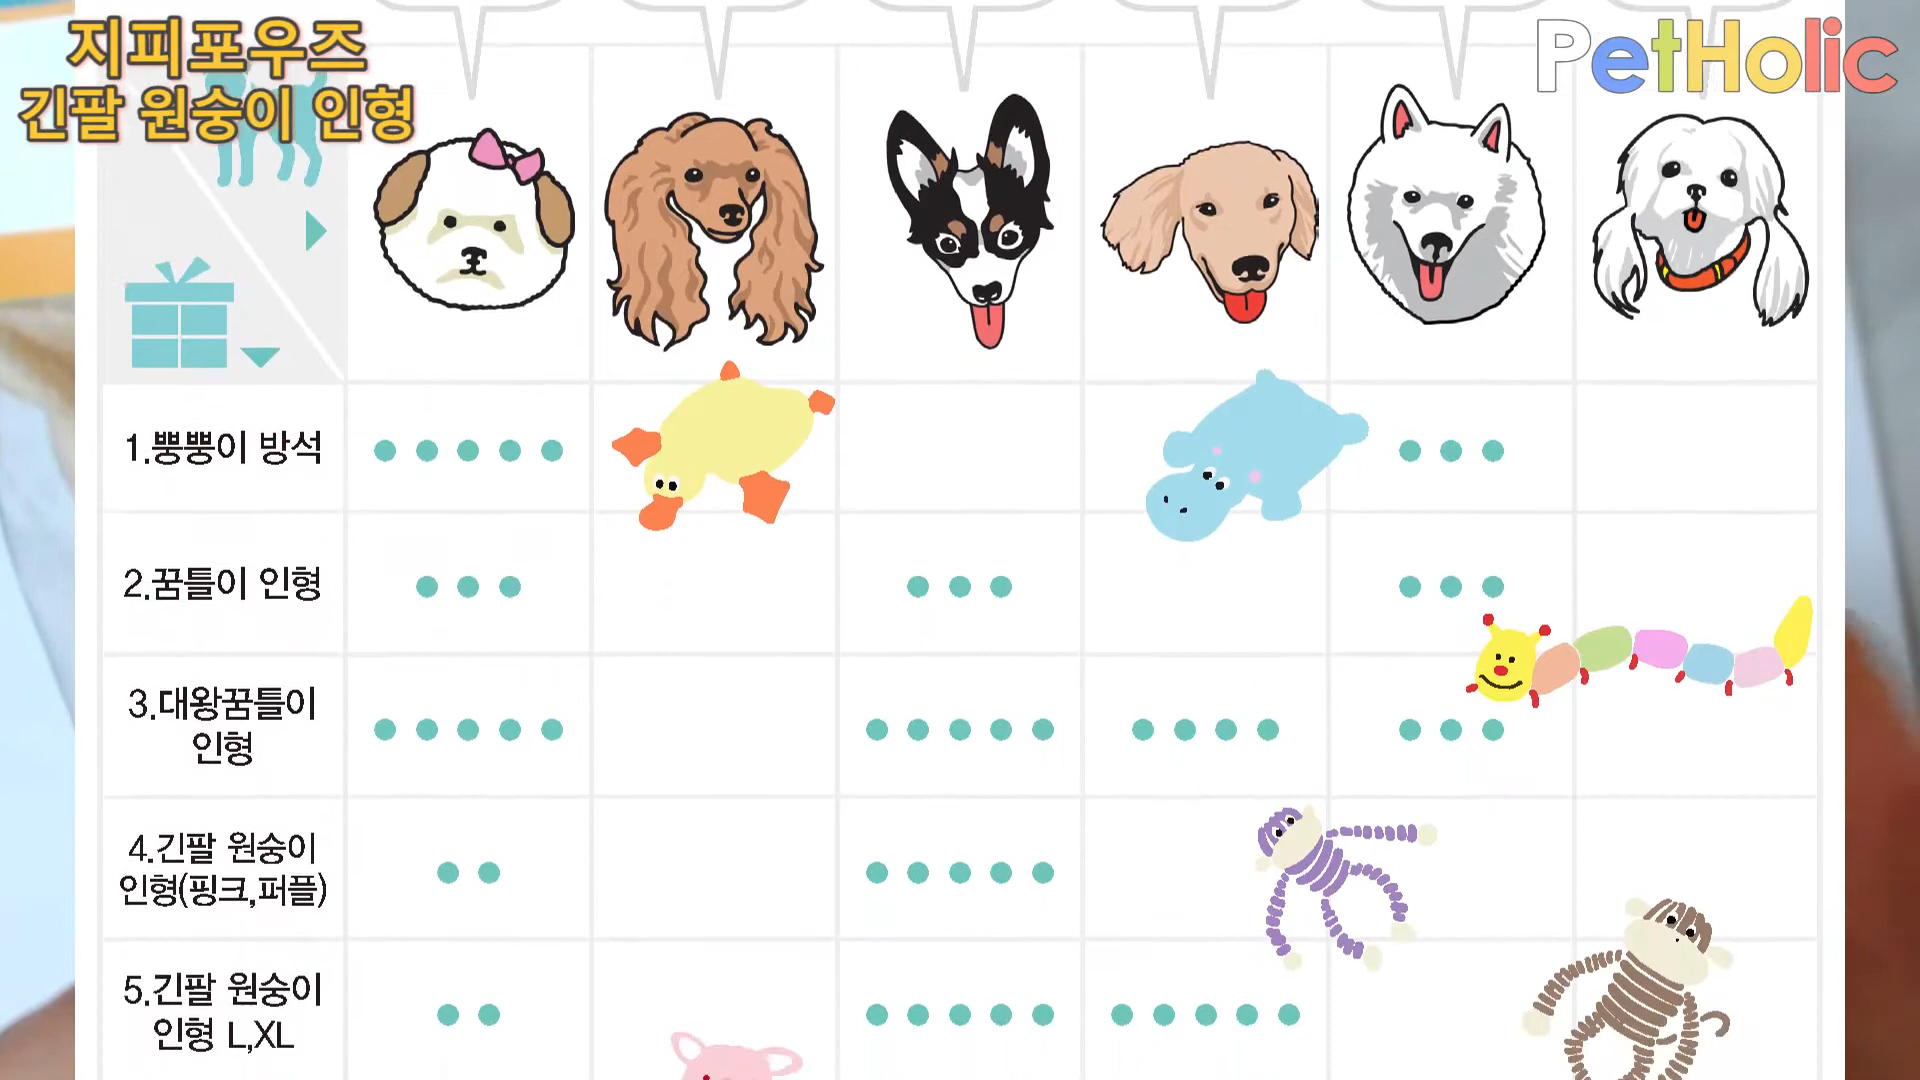 지피포우즈
긴팔 원숭이 인형
PetHolic
1.뿡뿡이 방석
2.꿈틀이 인형
3.대왕꿈틀이
인형
4.긴팔 원숭이
인형(핑크,퍼플)
5.긴팔 원숭이
인형 L,XL